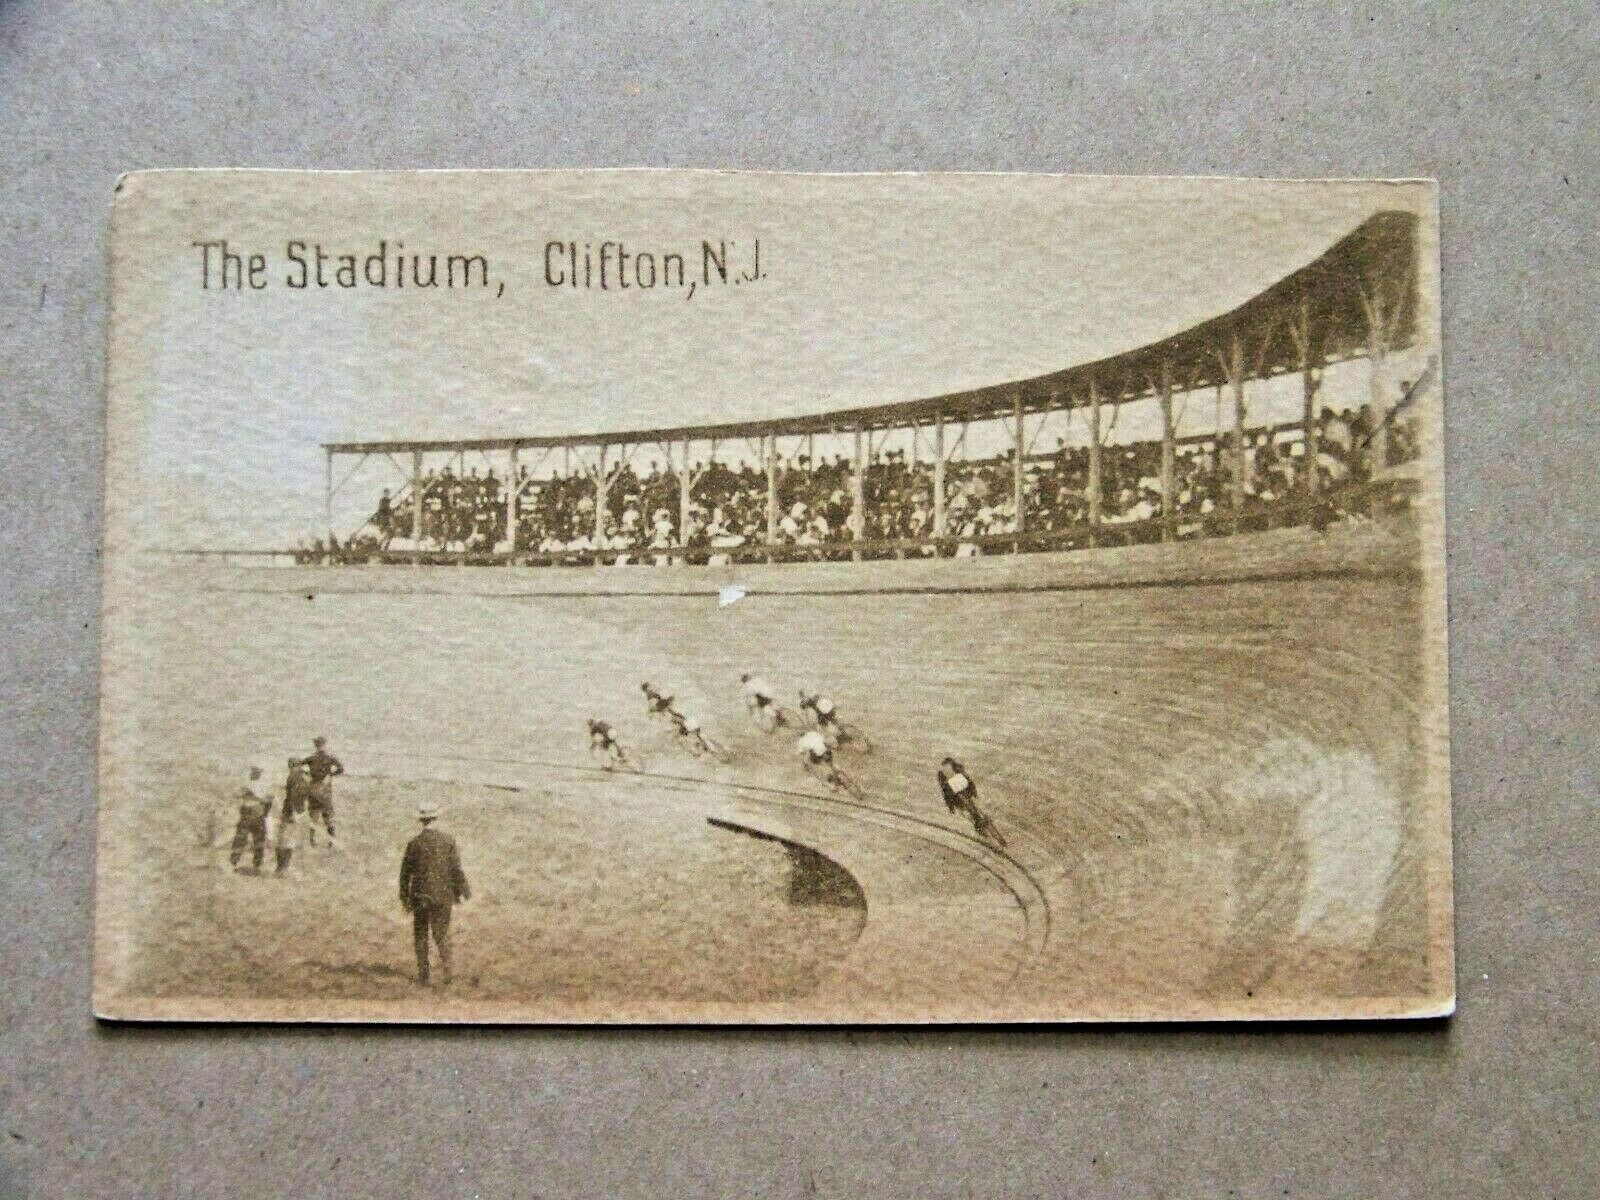 The Stadium, Clifton, N.J.